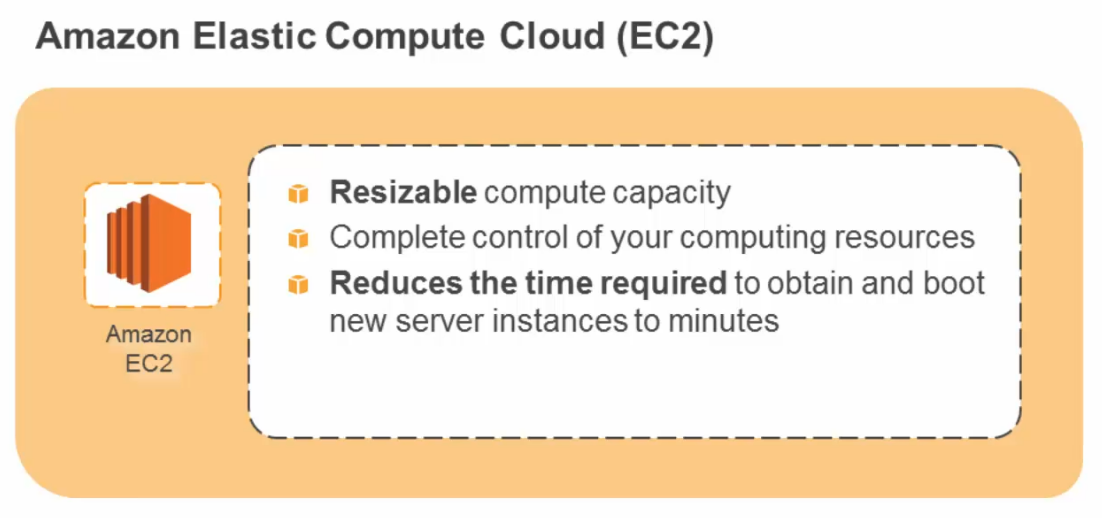 Amazon Elastic Compute Cloud (EC2)
Amazon
EC2
Resizable compute capacity
Complete control of your computing resources
Reduces the time required to obtain and boot
new server instances to minutes